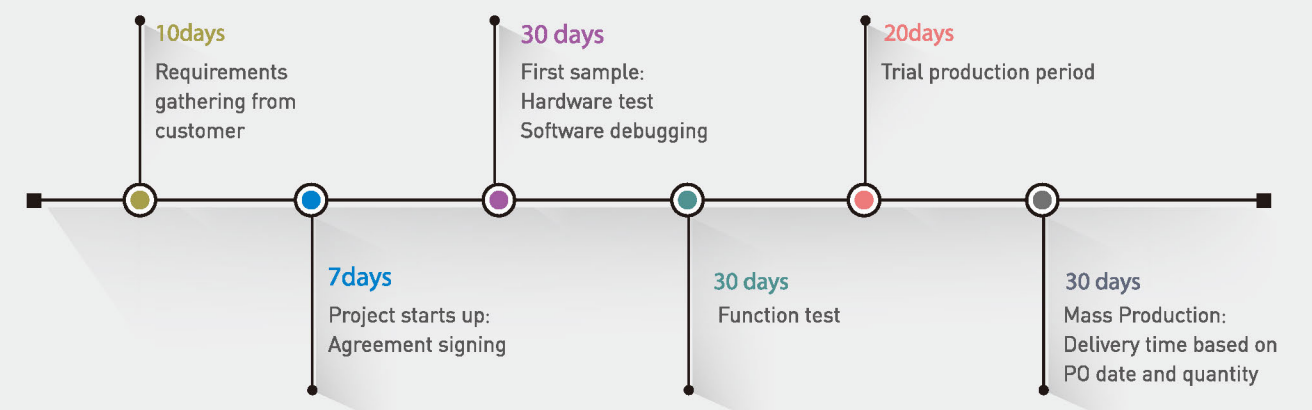 10days
Requirements
gathering from
customer
7days
Project starts up:
Agreement signing
30 days
First sample:
Hardware test
Software debugging
30 days
Function test
20days
Trial production period
30 days
Mass Production:
Delivery time based on
PO date and quantity